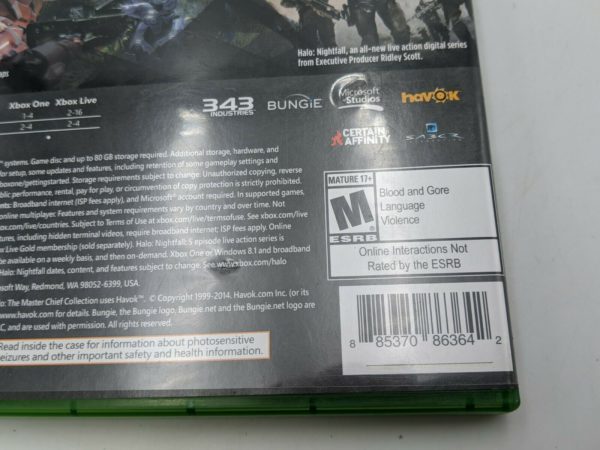 aps
Halo: Nightfall, an all-new live action digital series
from Executive Producer Ridley Scott.
Xbox One Xbox Live
1-4 2-16
2-4 2-4
343
INDUSTRIES
BUNGiE
Microsoft
Studios
havok
CERTAIN
AFFINITY
SABER
systems. Game disc and up to 80 GB storage required. Additional storage, hardware, and
for setup, some updates and features, including retention of some gameplay settings and
boxone/gettingstarted. Storage requirements subject to change. Unauthorized copying, reverse
blic performance, rental, pay for play, or circumvention of copy protection is strictly prohibited.
nts: Broadband internet (ISP fees apply), and Microsoft® account required. In supported games,
online multiplayer. Features and system requirements vary by country and over time. Not
com/live/countries. Subject to Terms of Use at xbox.com/live/termsofuse. See xbox.com/live
tures, including hidden terminal videos, require broadband internet; ISP fees apply. Online
Live Gold membership (sold separately). Halo: Nightfall: 5 episode live action series is
be available on a weekly basis, and then on-demand. Xbox One or Windows 8.1 and broadband
Halo: Nightfall dates, content, and features subject to change. See www.xbox.com/halo
soft Way, Redmond, WA 98052-6399, USA.
o: The Master Chief Collection uses Havok™. © Copyright 1999-2014. Havok.com Inc. (or its
www.havok.com for details. Bungie, the Bungie logo, Bungie.net and the Bungie.net logo are
C, and are used with permission. All rights reserved.
Read inside the case for information about photosensitive
seizures and other important safety and health information.
MATURE 17+
M
ESRB
Blood and Gore
Language
Violence
Online Interactions Not
Rated by the ESRB
8 85370 86364 2